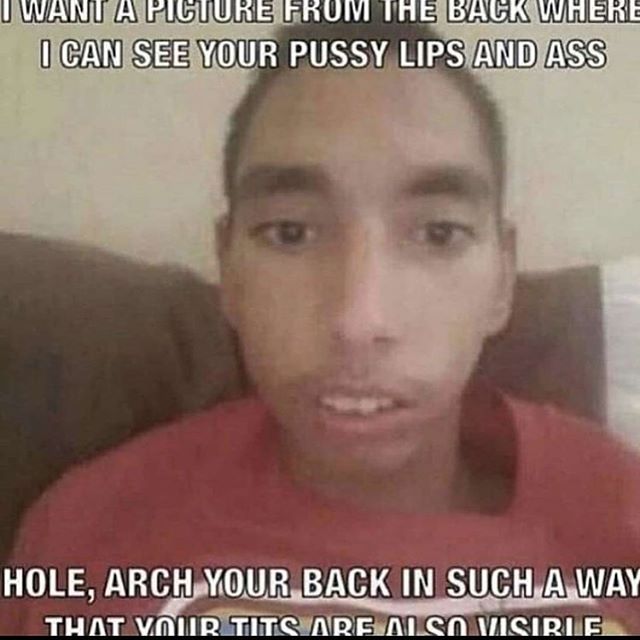 I WANT A PICTURE FROM THE BACK WHERE
I CAN SEE YOUR PUSSY LIPS AND ASS
HOLE, ARCH YOUR BACK IN SUCH A WAY
THAT YOUR TITS ARE ALSO VISIBLE